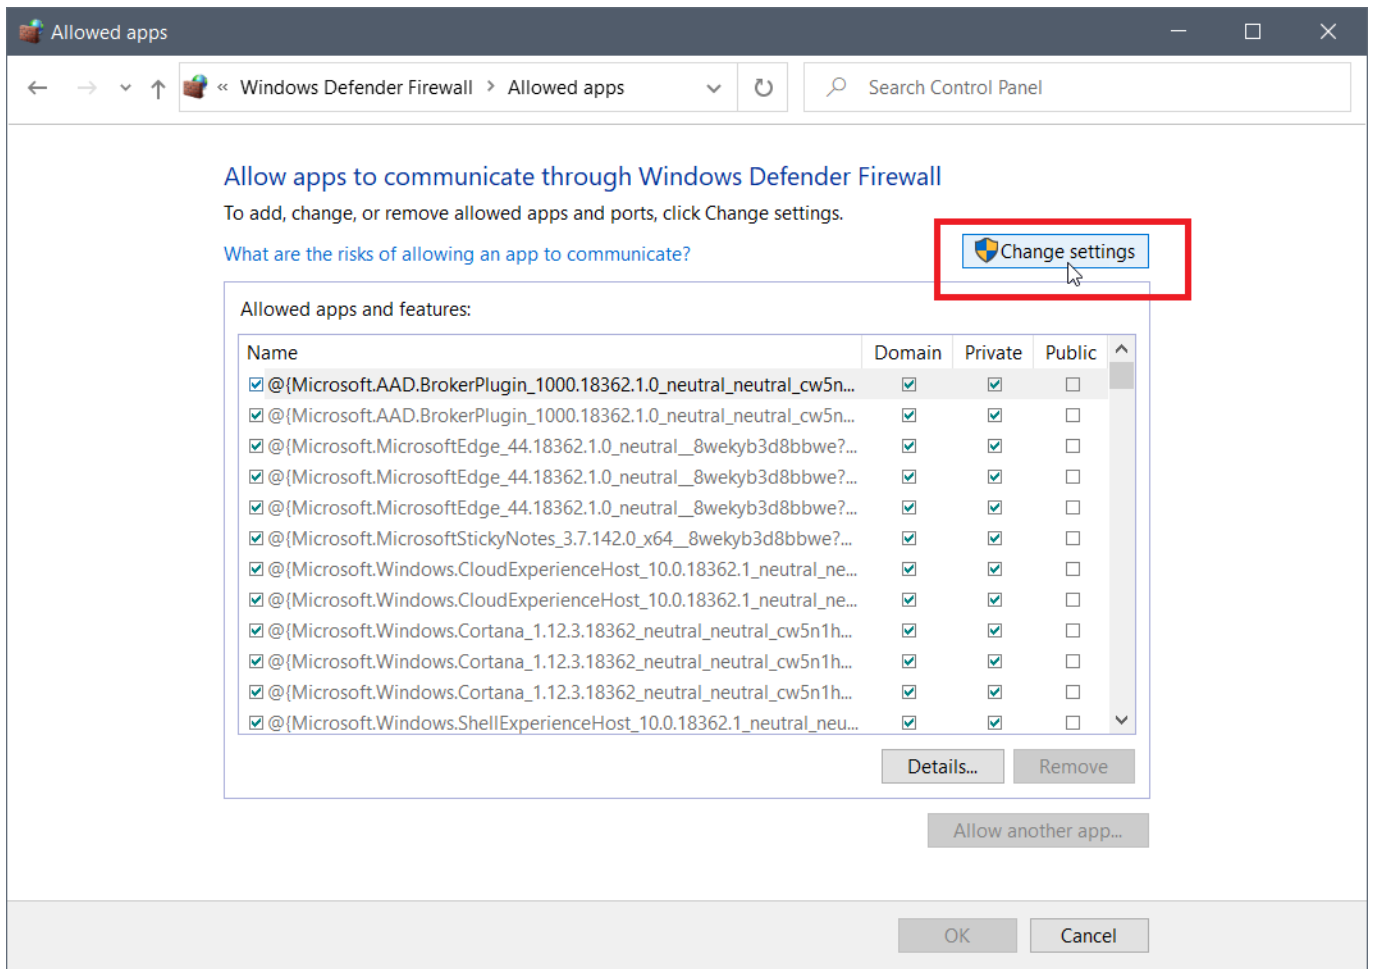 Allowed apps
« Windows Defender Firewall > Allowed apps
Search Control Panel
Allow apps to communicate through Windows Defender Firewall
To add, change, or remove allowed apps and ports, click Change settings.
What are the risks of allowing an app to communicate?
Change settings
Allowed apps and features:
Name Domain Private Public
@{Microsoft.AAD.BrokerPlugin_1000.18362.1.0_neutral_neutral_cw5n...
@{Microsoft.AAD.BrokerPlugin_1000.18362.1.0_neutral_neutral_cw5n...
@{Microsoft.MicrosoftEdge_44.18362.1.0_neutral__8wekyb3d8bbwe?...
@{Microsoft.MicrosoftEdge_44.18362.1.0_neutral__8wekyb3d8bbwe?...
@{Microsoft.MicrosoftEdge_44.18362.1.0_neutral__8wekyb3d8bbwe?...
@{Microsoft.MicrosoftStickyNotes_3.7.142.0_x64__8wekyb3d8bbwe?...
@{Microsoft.Windows.CloudExperienceHost_10.0.18362.1_neutral_ne...
@{Microsoft.Windows.CloudExperienceHost_10.0.18362.1_neutral_ne...
@{Microsoft.Windows.Cortana_1.12.3.18362_neutral_neutral_cw5n1h...
@{Microsoft.Windows.Cortana_1.12.3.18362_neutral_neutral_cw5n1h...
@{Microsoft.Windows.Cortana_1.12.3.18362_neutral_neutral_cw5n1h...
@{Microsoft.Windows.ShellExperienceHost_10.0.18362.1_neutral_neu...
Details... Remove
Allow another app...
OK Cancel